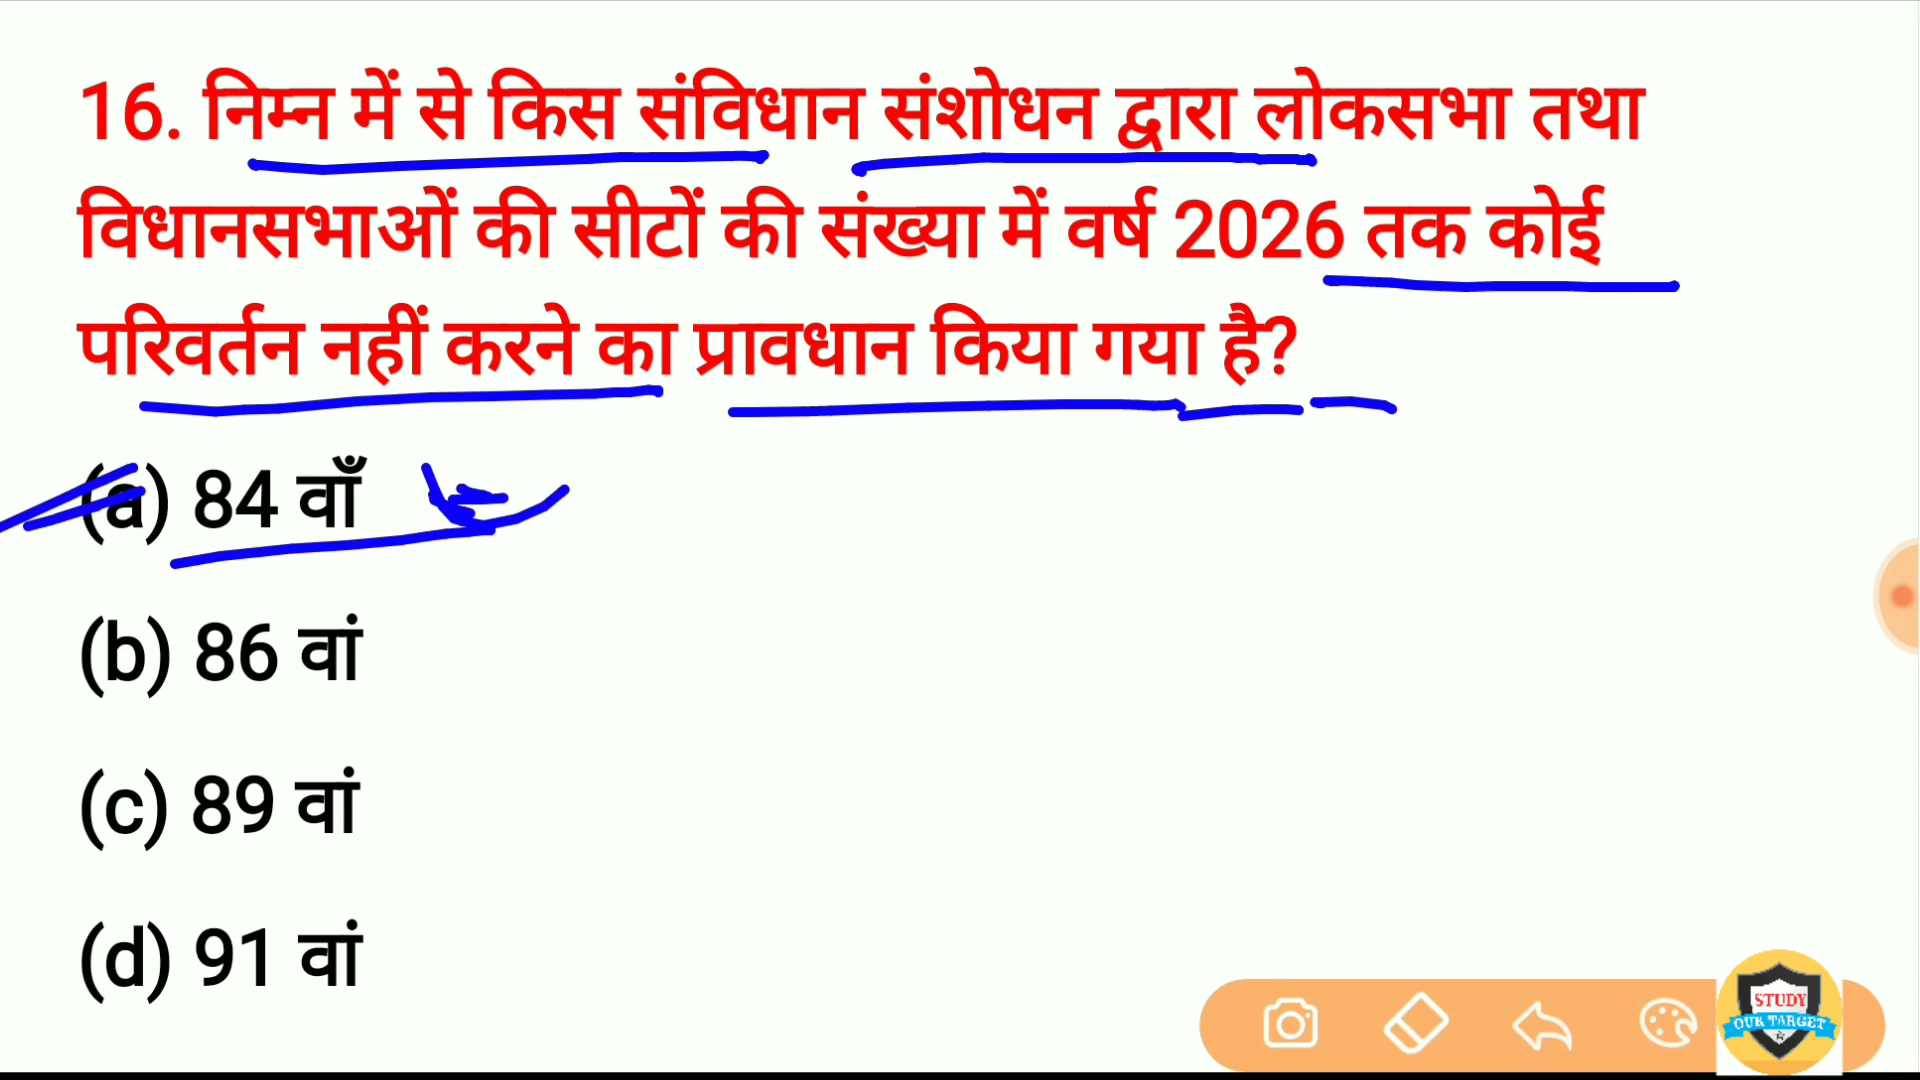 16. निम्न में से किस संविधान संशोधन द्वारा लोकसभा तथा
विधानसभाओं की सीटों की संख्या में वर्ष 2026 तक कोई
परिवर्तन नहीं करने का प्रावधान किया गया है?
(a) 84 वाँ
(b) 86 वां
(c) 89 वां
(d) 91 वां
STUDY
OUR TARGET